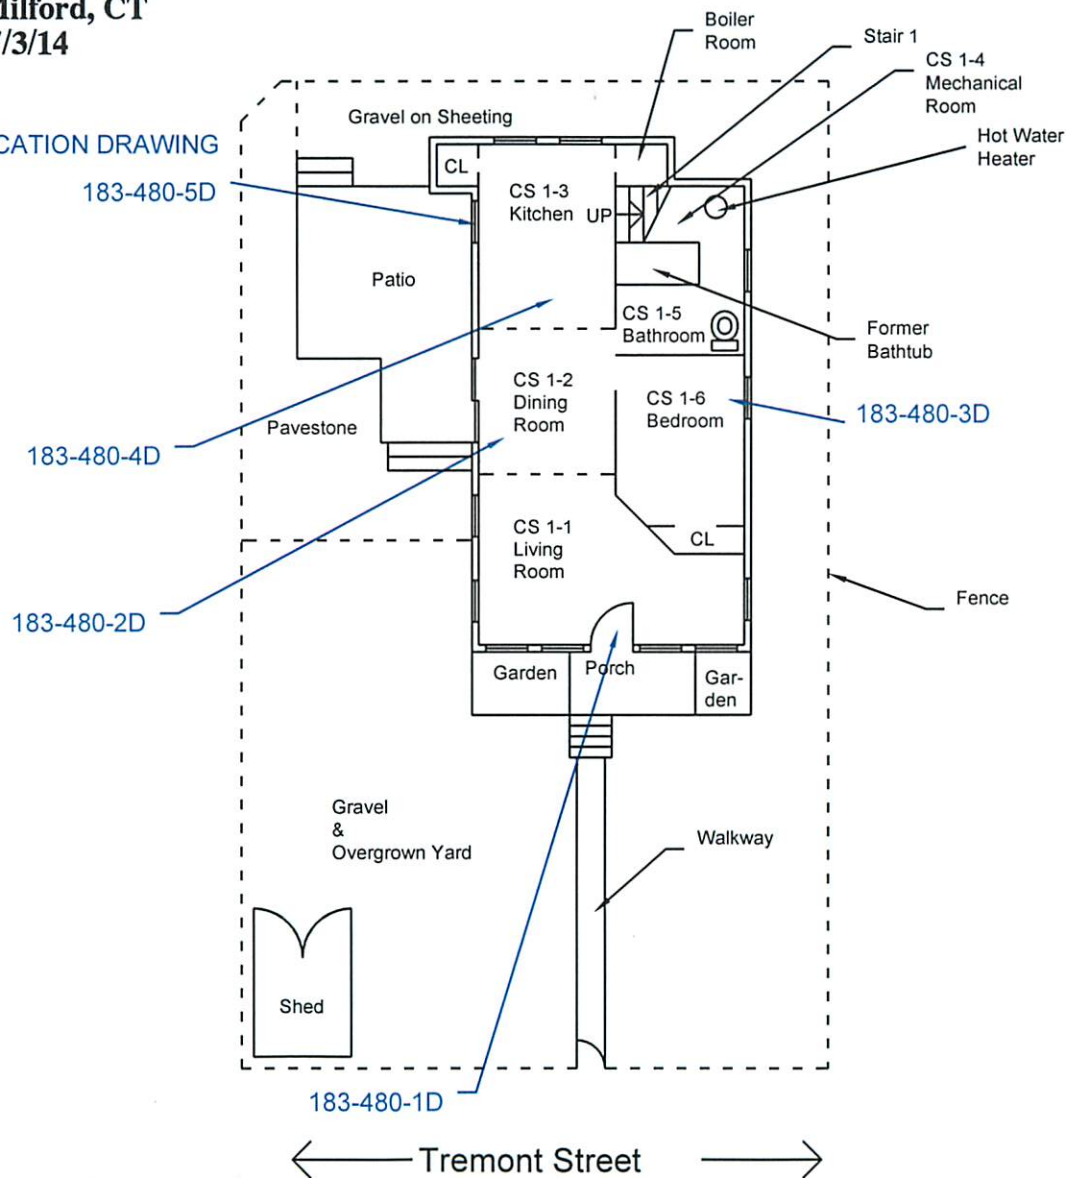 Milford, CT
7/3/14
Boiler
Room
Stair 1
CS 1-4
Mechanical
Room
Hot Water
Heater
Gravel on Sheeting
CATION DRAWING
183-480-5D
CL
CS 1-3
Kitchen
UP
Patio
CS 1-5
Bathroom
Former
Bathtub
CS 1-2
Dining
Room
CS 1-6
Bedroom
183-480-3D
Pavestone
183-480-4D
CS 1-1
Living
Room
CL
183-480-2D
Fence
Garden
Porch
Gar-
den
Gravel
&
Overgrown Yard
Walkway
Shed
183-480-1D
Tremont Street